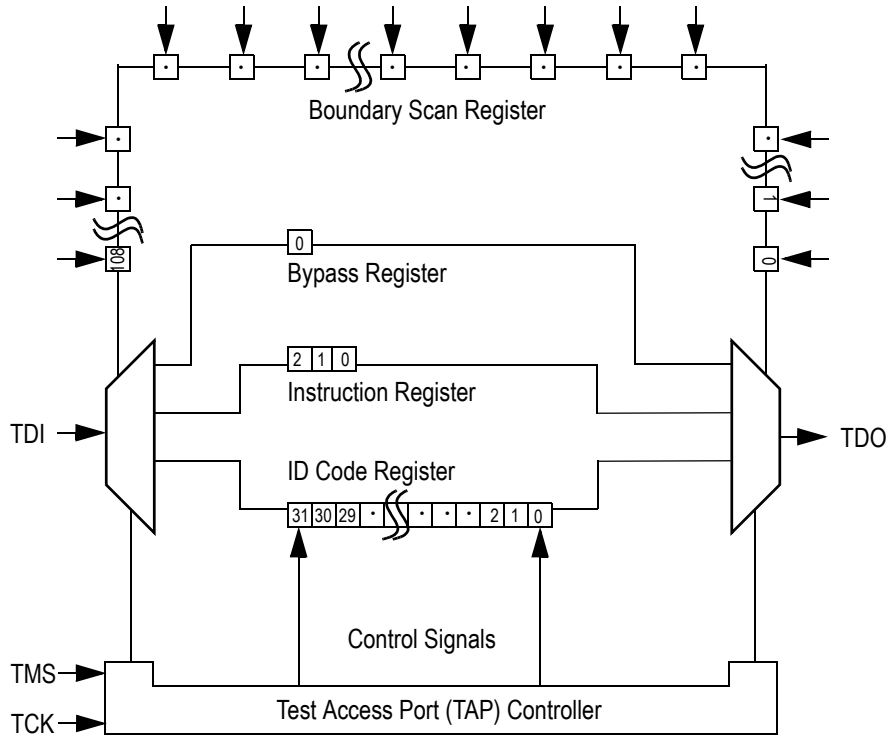 Boundary Scan Register
1
108
0
0
Bypass Register
2 1 0
Instruction Register
TDI
TDO
ID Code Register
31 30 29 · · · · 2 1 0
Control Signals
TMS
Test Access Port (TAP) Controller
TCK